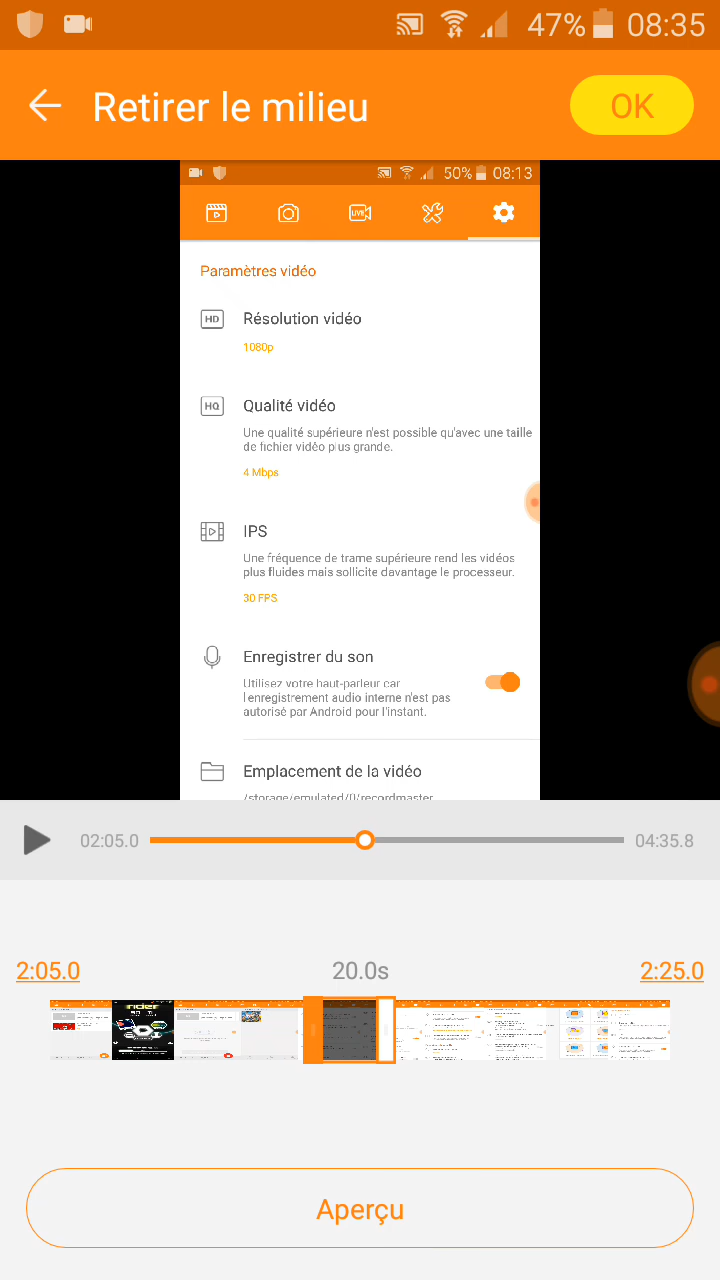 47% 08:35
Retirer le milieu
OK
50% 08:13
LIVE
Paramètres vidéo
HD
Résolution vidéo
1080p
HQ
Qualité vidéo
Une qualité supérieure n'est possible qu'avec une taille
de fichier vidéo plus grande.
4 Mbps
IPS
Une fréquence de trame supérieure rend les vidéos
plus fluides mais sollicite davantage le processeur.
30 FPS
Enregistrer du son
Utilisez votre haut-parleur car
l'enregistrement audio interne n'est pas
autorisé par Android pour l'instant.
Emplacement de la vidéo
02:05.0
04:35.8
2:05.0
20.0s
2:25.0
Aperçu